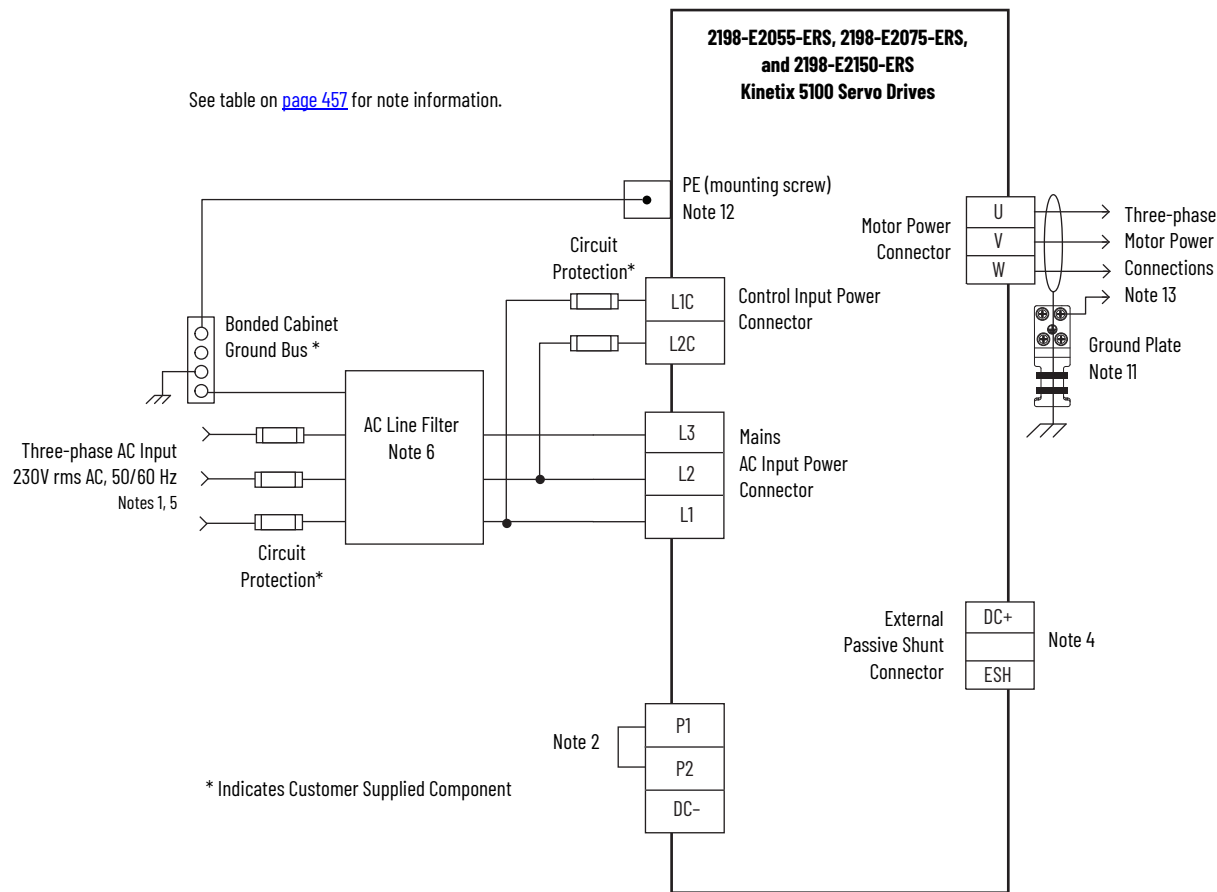 2198-E2055-ERS, 2198-E2075-ERS,
and 2198-E2150-ERS
Kinetix 5100 Servo Drives
See table on page 457 for note information.
PE (mounting screw)
Note 12
Circuit
Protection*
L1C
L2C
Control Input Power
Connector
Motor Power
Connector
U
V
W
Three-phase
Motor Power
Connections
Note 13
Ground Plate
Note 11
Bonded Cabinet
Ground Bus *
AC Line Filter
Note 6
Three-phase AC Input
230V rms AC, 50/60 Hz
Notes 1, 5
Circuit
Protection*
L3
L2
L1
Mains
AC Input Power
Connector
External
Passive Shunt
Connector
DC+
ESH
Note 4
Note 2
P1
P2
DC–
* Indicates Customer Supplied Component